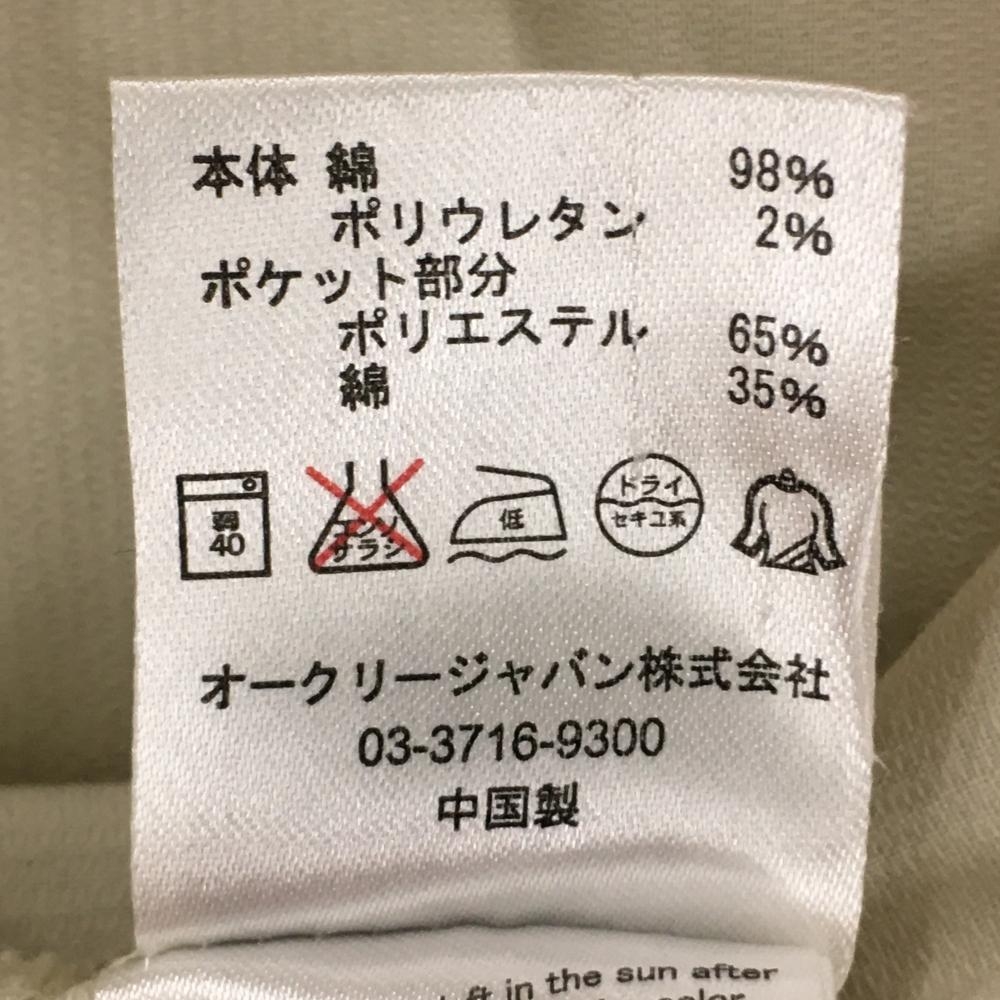 本体 綿 98%
ポリウレタン 2%
ポケット部分
ポリエステル 65%
綿 35%
弱
40
エンソ
サラシ
低
ドライ
セキユ系
オークリージャパン株式会社
03-3716-9300
中国製
in the sun after
color